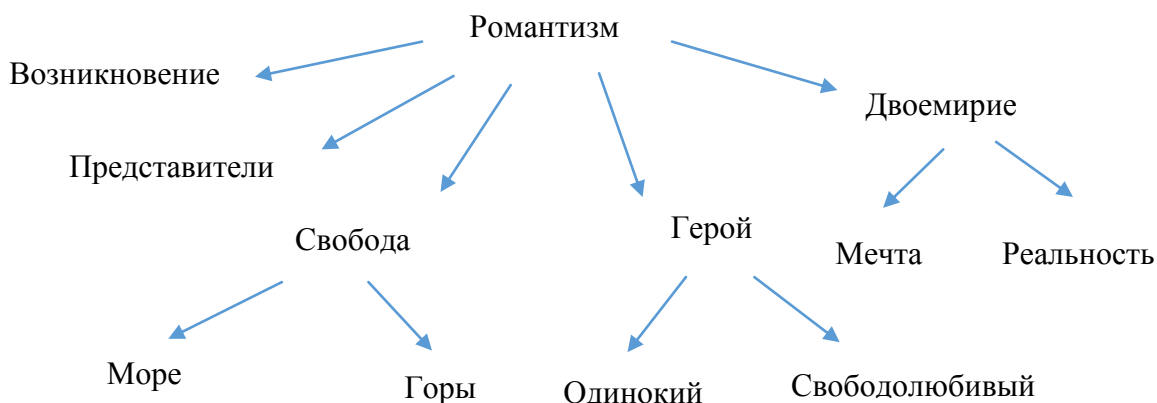 Романтизм
Возникновение
Двоемирие
Представители
Свобода
Герой
Мечта
Реальность
Море
Горы
Одинокий
Свободолюбивый